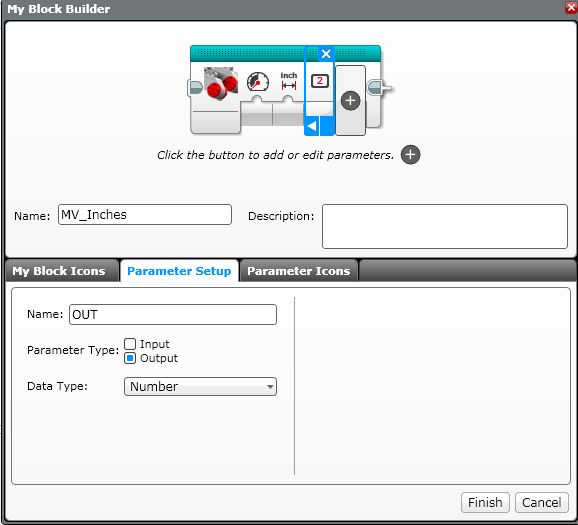 My Block Builder
inch
2
Click the button to add or edit parameters.
Name: MV_Inches Description:
My Block Icons Parameter Setup Parameter Icons
Name: OUT
Parameter Type: Input
Output
Data Type: Number
Finish Cancel